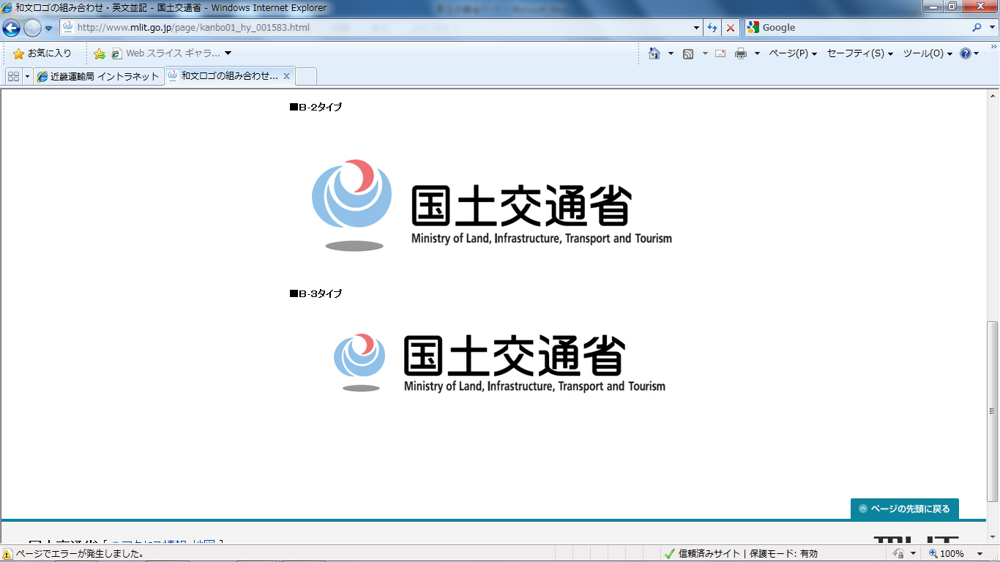 和文ロゴの組み合わせ・英文並記 - 国土交通省 - Windows Internet Explorer
http://www.mlit.go.jp/page/kanbo01_hy_001583.html
Google
お気に入り
Web スライス ギャラ...
ページ(P)
セーフティ(S)
ツール(O)
近畿運輸局 イントラネット
和文ロゴの組み合わせ...
■B-2タイプ
国土交通省
Ministry of Land, Infrastructure, Transport and Tourism
■B-3タイプ
国土交通省
Ministry of Land, Infrastructure, Transport and Tourism
ページの先頭に戻る
ページでエラーが発生しました。
信頼済みサイト | 保護モード: 有効
100%